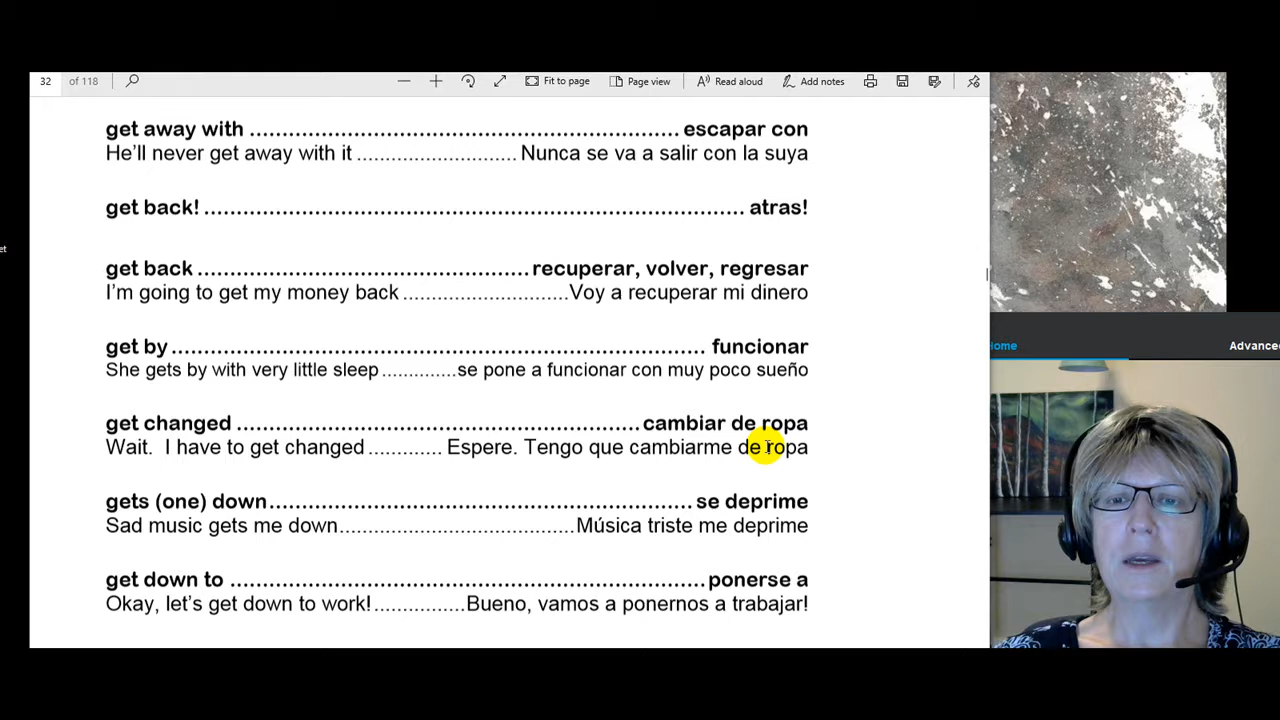 32 of 118 Fit to page Page view Read aloud Add notes
get away with ........................................................... escapar con
He'll never get away with it ........................... Nunca se va a salir con la suya
get back! ................................................................................. atras!
get back .................................................. recuperar, volver, regresar
I'm going to get my money back ............................Voy a recuperar mi dinero
get by.................................................................................. funcionar
She gets by with very little sleep ..............se pone a funcionar con muy poco sueño
get changed ............................................................. cambiar de ropa
Wait. I have to get changed ............ Espere. Tengo que cambiarme de ropa
gets (one) down................................................................ se deprime
Sad music gets me down.......................................Música triste me deprime
get down to .........................................................................ponerse a
Okay, let's get down to work!...............Bueno, vamos a ponernos a trabajar!
et
Home Advanced